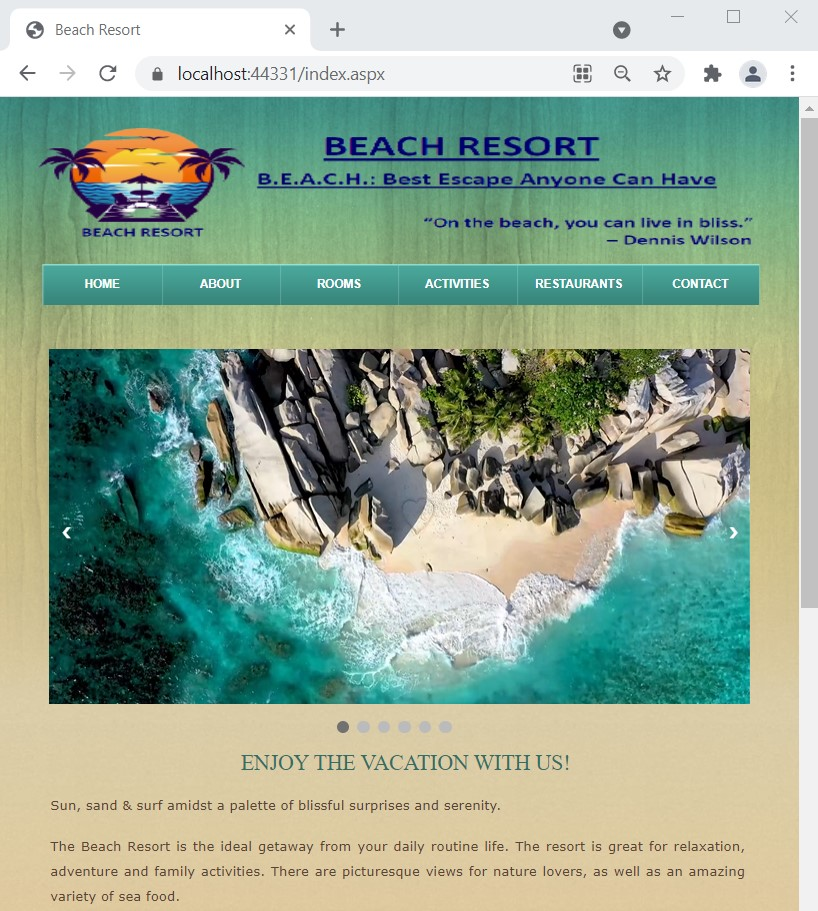 Beach Resort
localhost:44331/index.aspx
BEACH RESORT
B.E.A.C.H.: Best Escape Anyone Can Have
BEACH RESORT
“On the beach, you can live in bliss.”
– Dennis Wilson
HOME ABOUT ROOMS ACTIVITIES RESTAURANTS CONTACT
ENJOY THE VACATION WITH US!
Sun, sand & surf amidst a palette of blissful surprises and serenity.
The Beach Resort is the ideal getaway from your daily routine life. The resort is great for relaxation,
adventure and family activities. There are picturesque views for nature lovers, as well as an amazing
variety of sea food.